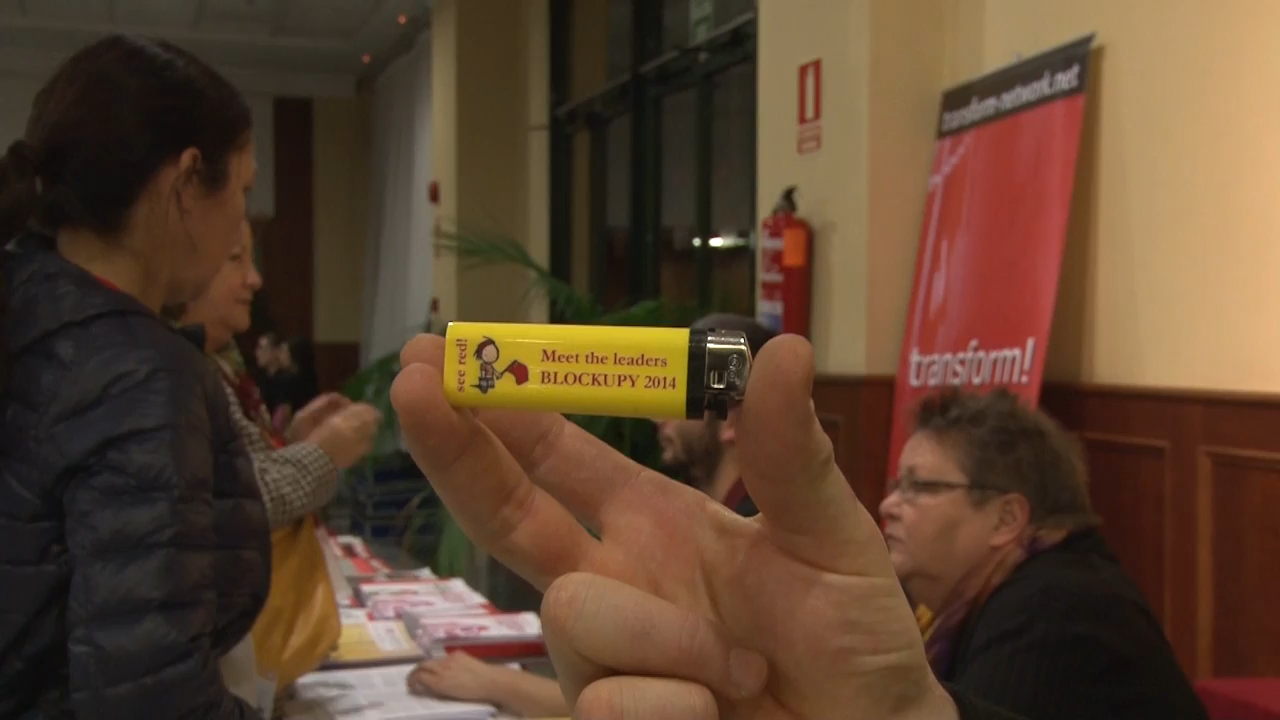 transform-network.net
transform!
see red!
Meet the leaders
BLOCKUPY 2014